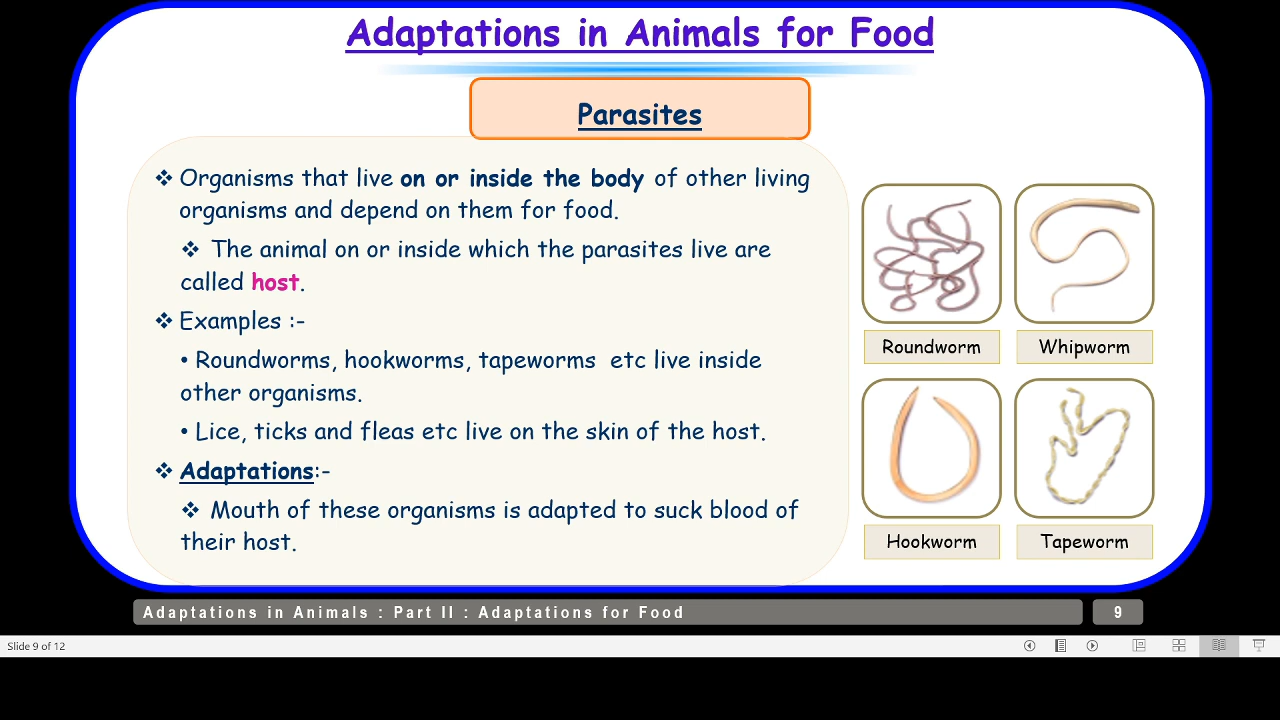 Adaptations in Animals for Food
Parasites
❖ Organisms that live on or inside the body of other living
organisms and depend on them for food.
❖ The animal on or inside which the parasites live are
called host.
❖ Examples :-
• Roundworms, hookworms, tapeworms etc live inside
other organisms.
• Lice, ticks and fleas etc live on the skin of the host.
❖ Adaptations:-
❖ Mouth of these organisms is adapted to suck blood of
their host.
Roundworm
Whipworm
Hookworm
Tapeworm
Adaptations in Animals : Part II : Adaptations for Food
9
Slide 9 of 12